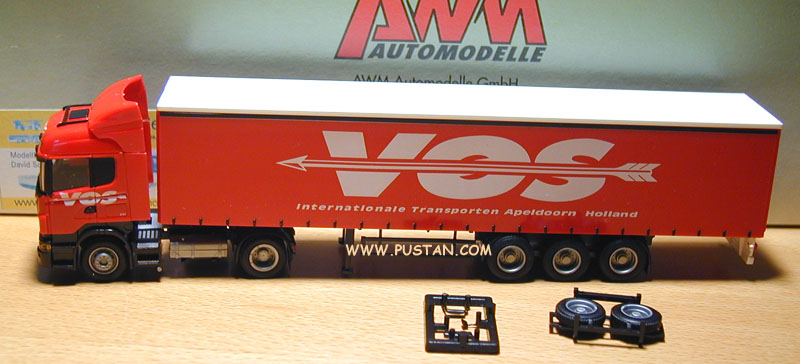 AWM
AUTOMODELLE
AWM Automodelle GmbH
VOS
Internationale Transporten Apeldoorn Holland
VOS
WWW.PUSTAN.COM